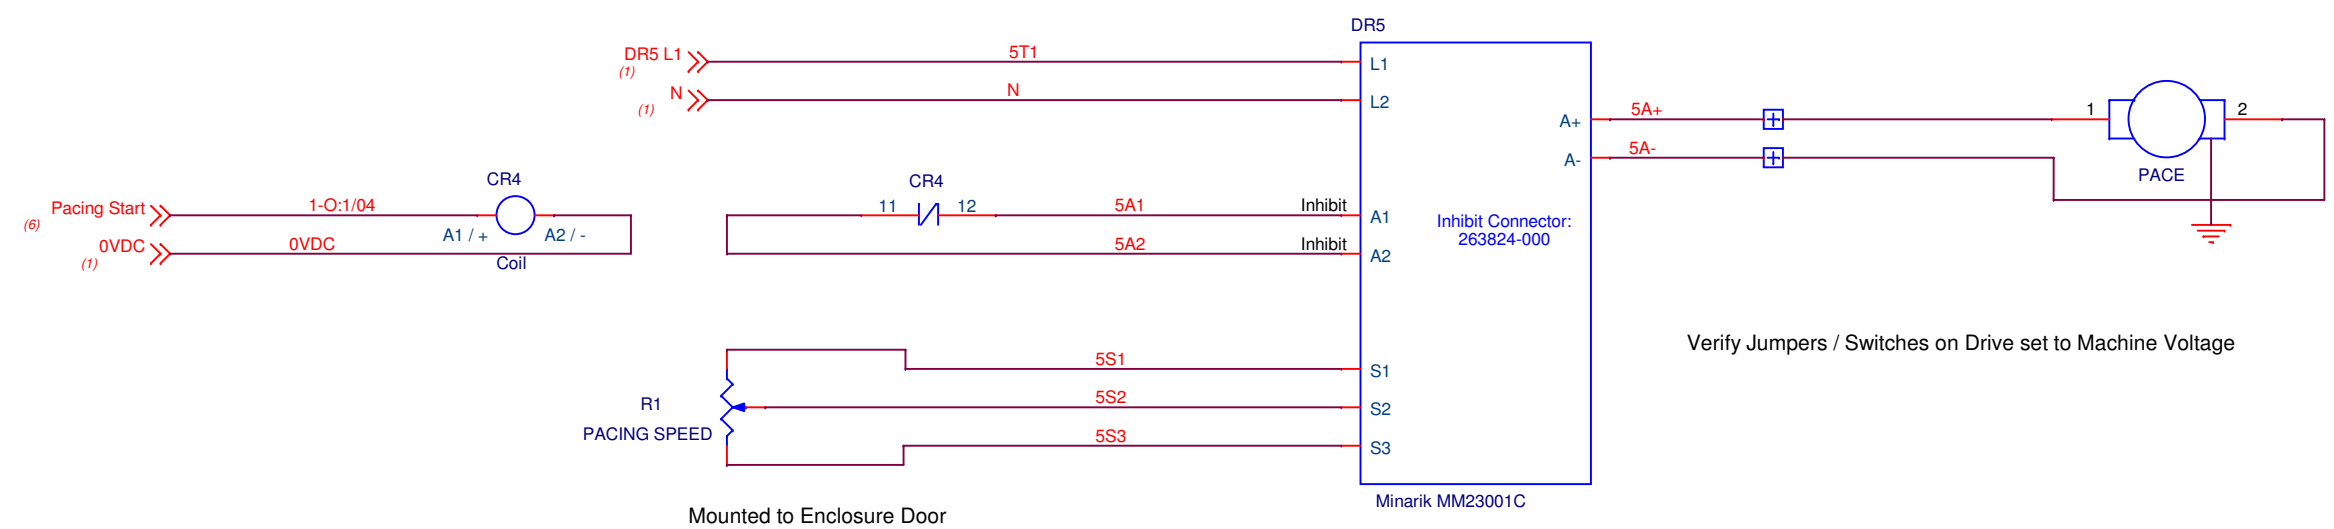 DR5
DR5 L1
(1)
5T1
L1
N
(1)
N
L2
A+
5A+
1
2
A-
5A-
PACE
CR4
Pacing Start
(6)
1-O:1/04
A1 / +
A2 / -
0VDC
(1)
0VDC
Coil
CR4
11
12
5A1
Inhibit
A1
5A2
Inhibit
A2
Inhibit Connector:
263824-000
Verify Jumpers / Switches on Drive set to Machine Voltage
5S1
S1
R1
PACING SPEED
5S2
S2
5S3
S3
Minarik MM23001C
Mounted to Enclosure Door